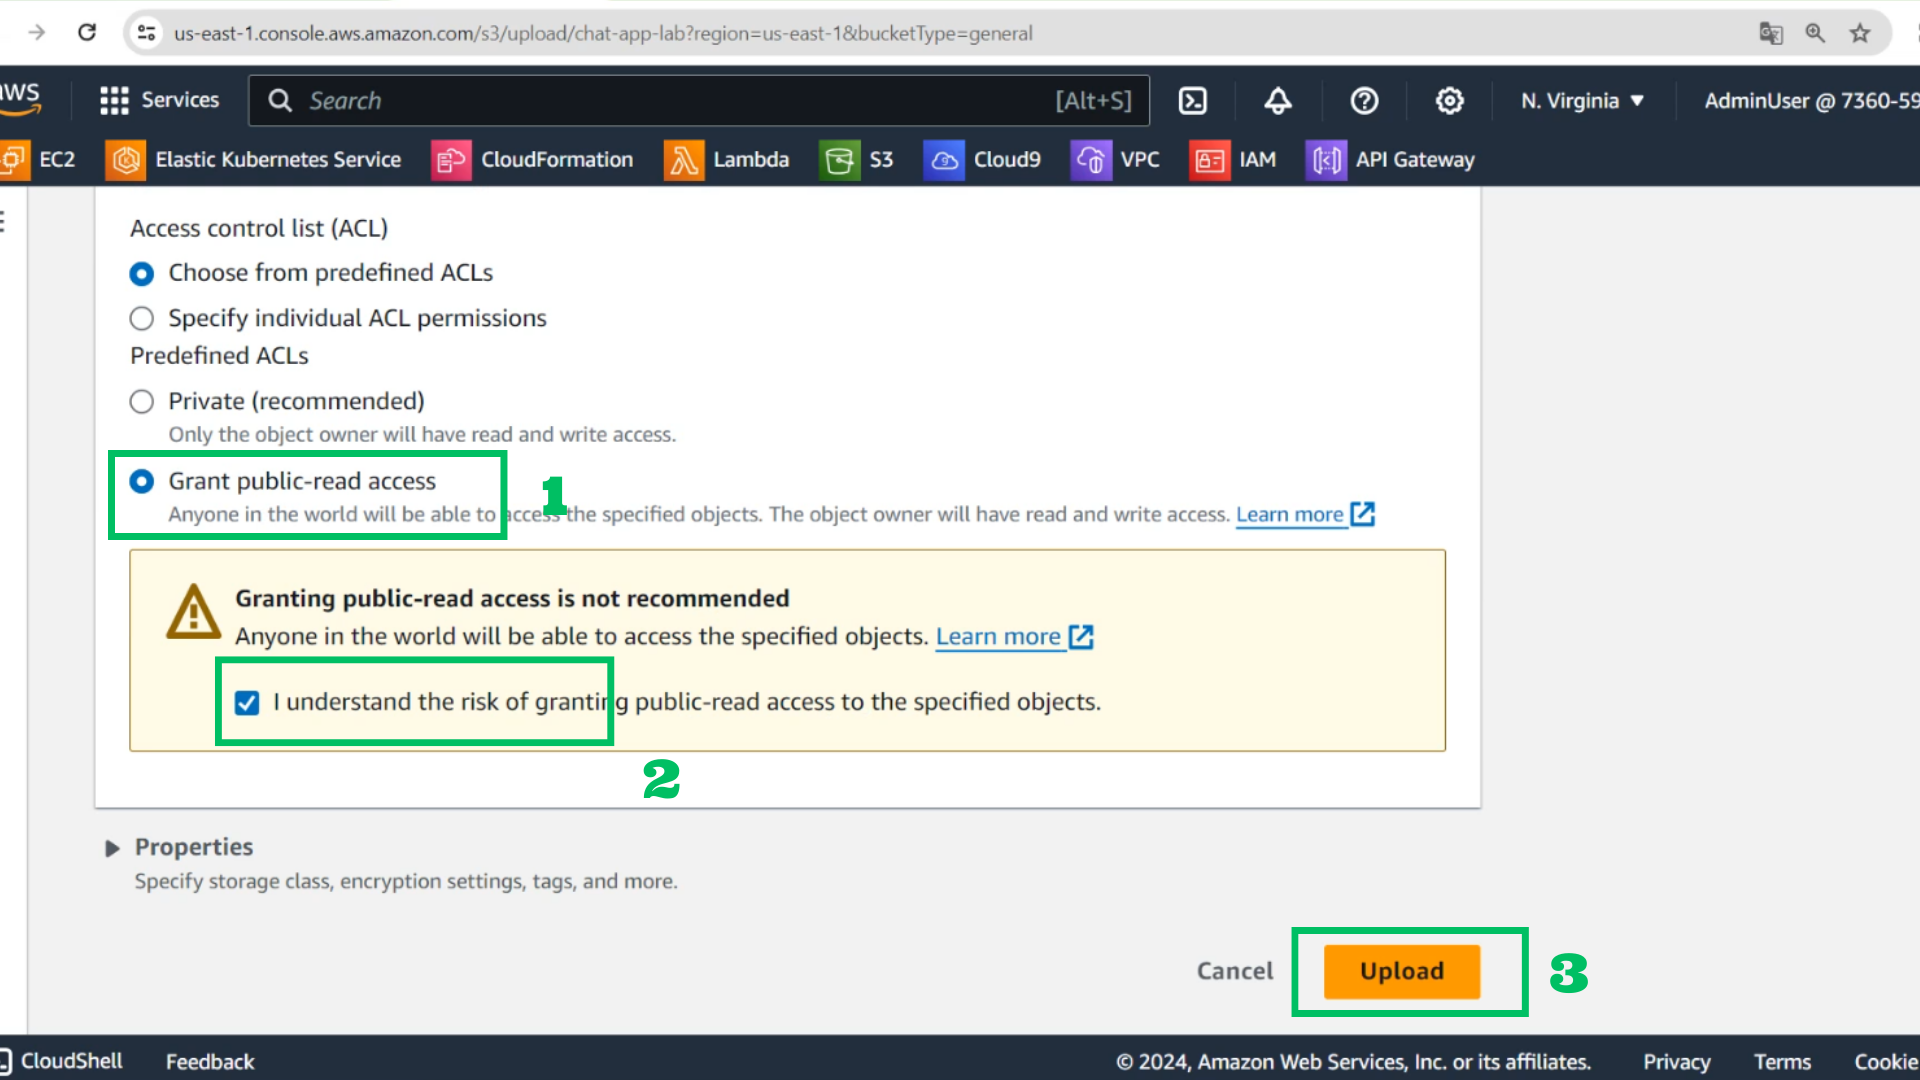 us-east-1.console.aws.amazon.com/s3/upload/chat-app-lab?region=us-east-1&bucketType=general
aws Services Search [Alt+S] N. Virginia AdminUser @ 7360-59
EC2 Elastic Kubernetes Service CloudFormation Lambda S3 Cloud9 VPC IAM API Gateway
Access control list (ACL)
Choose from predefined ACLs
Specify individual ACL permissions
Predefined ACLs
Private (recommended)
Only the object owner will have read and write access.
Grant public-read access
1
Anyone in the world will be able to access the specified objects. The object owner will have read and write access. Learn more
Granting public-read access is not recommended
Anyone in the world will be able to access the specified objects. Learn more
I understand the risk of granting public-read access to the specified objects.
2
Properties
Specify storage class, encryption settings, tags, and more.
Cancel Upload 3
CloudShell Feedback © 2024, Amazon Web Services, Inc. or its affiliates. Privacy Terms Cookie